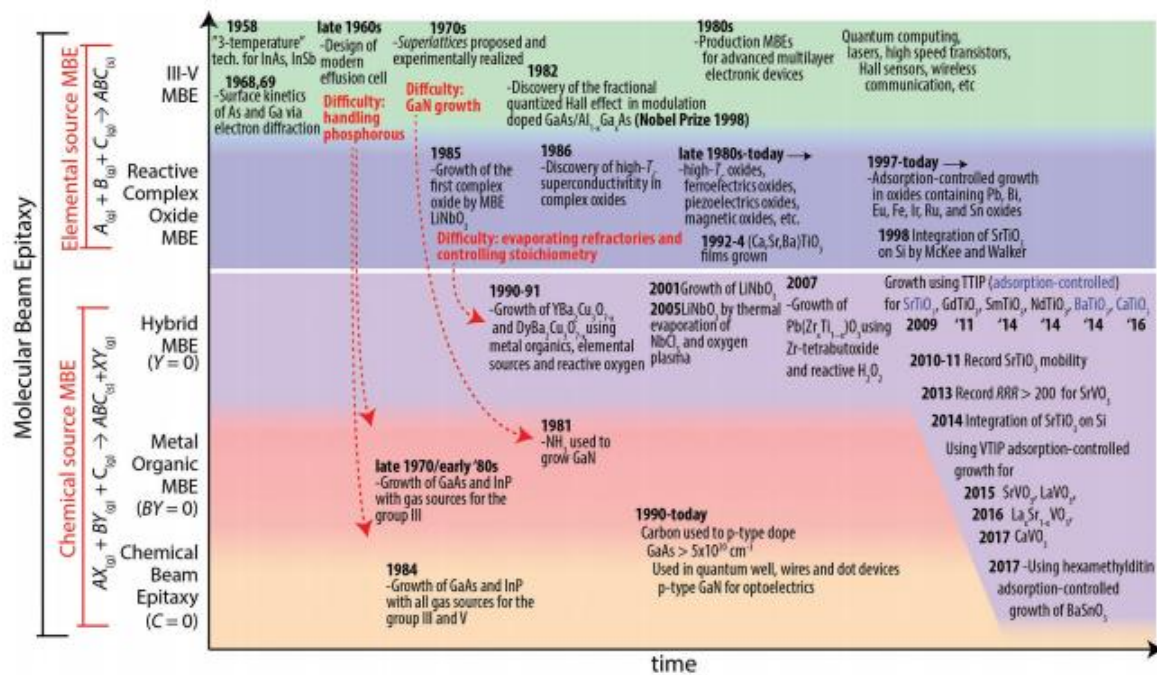 Molecular Beam Epitaxy
Elemental source MBE
A(g) + B(g) + C(g) → ABC(s)
Chemical source MBE
AX(g) + BY(g) + C(g) → ABC(s)+XY(g)
III-V
MBE
Reactive
Complex
Oxide
MBE
Hybrid
MBE
(Y = 0)
Metal
Organic
MBE
(BY = 0)
Chemical
Beam
Epitaxy
(C = 0)
1958
"3-temperature"
tech. for InAs, InSb
1968,69
-Surface kinetics
of As and Ga via
electron diffraction
late 1960s
-Design of
modern
effusion cell
Difficulty:
handling
phosphorous
1970s
-Superlattices proposed and
experimentally realized
Difficulty:
GaN growth
1982
-Discovery of the fractional
quantized Hall effect in modulation
doped GaAs/Al1-xGaxAs (Nobel Prize 1998)
1980s
-Production MBEs
for advanced multilayer
electronic devices
Quantum computing,
lasers, high speed transistors,
Hall sensors, wireless
communication, etc
1985
-Growth of the
first complex
oxide by MBE
LiNbO3
1986
-Discovery of high-Tc
superconductivity in
complex oxides
late 1980s-today →
-high-Tc oxides,
ferroelectrics oxides,
piezoelectrics oxides,
magnetic oxides, etc.
1992-4 (Ca,Sr,Ba)TiO3
films grown
1997-today →
-Adsorption-controlled growth
in oxides containing Pb, Bi,
Eu, Fe, Ir, Ru, and Sn oxides
1998 Integration of SrTiO3
on Si by McKee and Walker
Difficulty: evaporating refractories and
controlling stoichiometry
1990-91
-Growth of YBa2Cu3O7-x
and DyBa2Cu3O7-x using
metal organics, elemental
sources and reactive oxygen
2001 Growth of LiNbO3
2005 LiNbO3 by thermal
evaporation of
NbCl5 and oxygen
plasma
2007
-Growth of
Pb(ZrxTi1-x)O3 using
Zr-tetrabutoxide
and reactive H2O2
Growth using TTIP (adsorption-controlled)
for SrTiO3, GdTiO3, SmTiO3, NdTiO3, BaTiO3, CaTiO3
2009 '11 '14 '14 '14 '16
2010-11 Record SrTiO3 mobility
2013 Record RRR > 200 for SrVO3
2014 Integration of SrTiO3 on Si
Using VTIP adsorption-controlled
growth for
2015 SrVO3, LaVO3,
2016 LaxSr1-xVO3,
2017 CaVO3
2017 -Using hexamethylditin
adsorption-controlled
growth of BaSnO3
1981
-NH3 used to
grow GaN
late 1970/early '80s
-Growth of GaAs and InP
with gas sources for the
group III
1984
-Growth of GaAs and InP
with all gas sources for the
group III and V
1990-today
Carbon used to p-type dope
GaAs > 5x10²⁰ cm⁻³
Used in quantum well, wires and dot devices
p-type GaN for optoelectrics
time